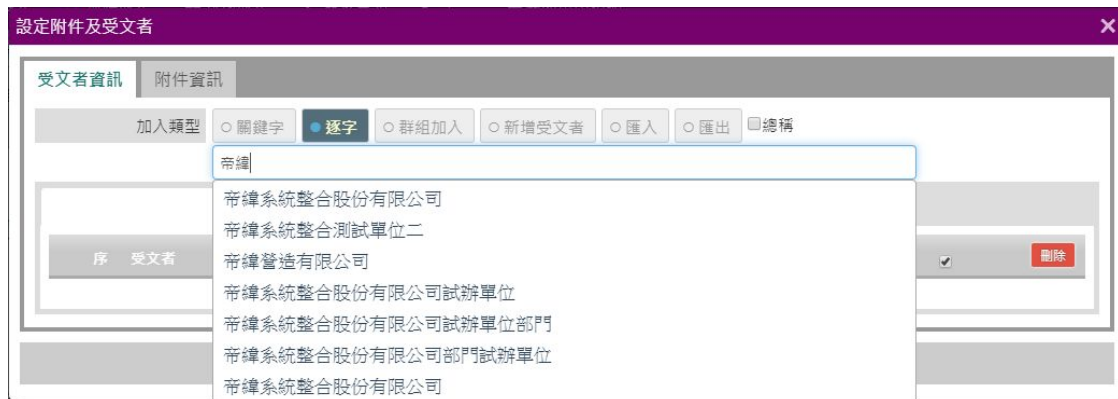 設定附件及受文者
受文者資訊 附件資訊
加入類型 關鍵字 逐字 群組加入 新增受文者 匯入 匯出 總稱
帝緯
帝緯系統整合股份有限公司
帝緯系統整合測試單位二
序 受文者 帝緯營造有限公司 刪除
帝緯系統整合股份有限公司試辦單位
帝緯系統整合股份有限公司試辦單位部門
帝緯系統整合股份有限公司部門試辦單位
帝緯系統整合股份有限公司